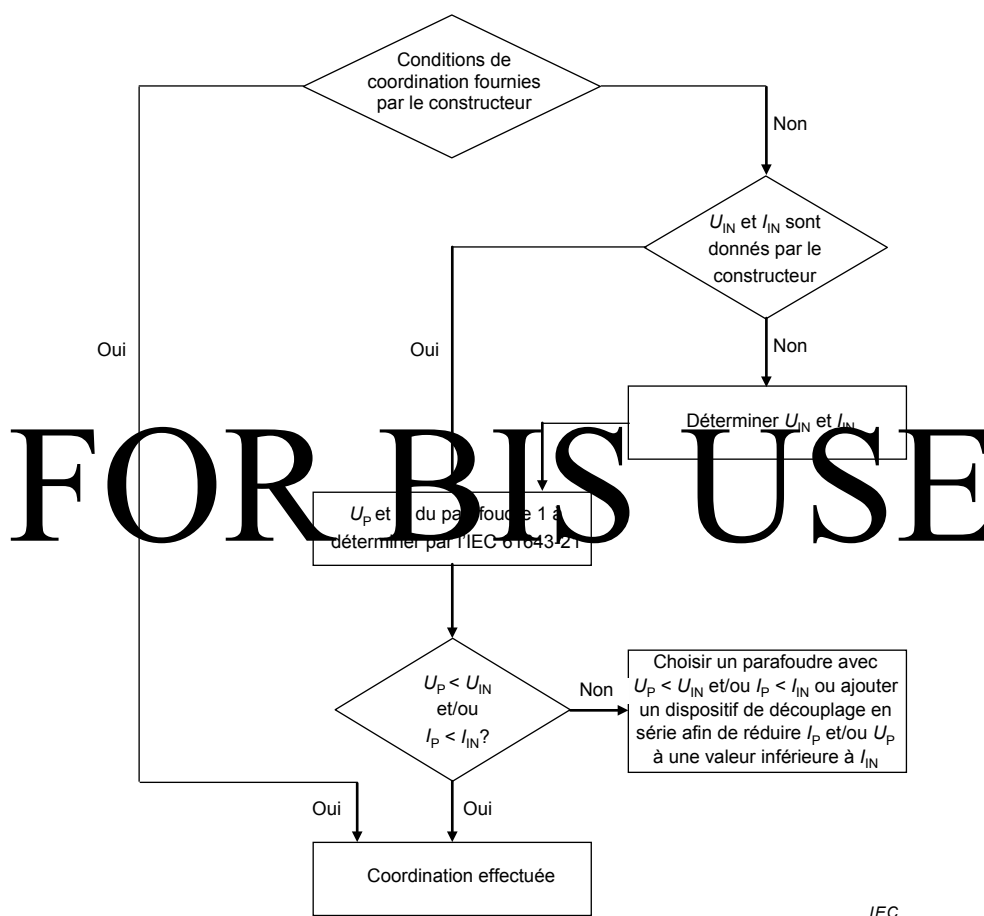 Conditions de
coordination fournies
par le constructeur
Non
U_IN et I_IN sont
donnés par le
constructeur
Oui
Oui
Non
Déterminer U_IN et I_IN
FOR BIS USE
U_P et du parafoudre 1 à
déterminer par l'IEC 61643-21
U_P < U_IN
et/ou
I_P < I_IN?
Non
Choisir un parafoudre avec
U_P < U_IN et/ou I_P < I_IN ou ajouter
un dispositif de découplage en
série afin de réduire I_P et/ou U_P
à une valeur inférieure à I_IN
Oui
Oui
Coordination effectuée
IEC